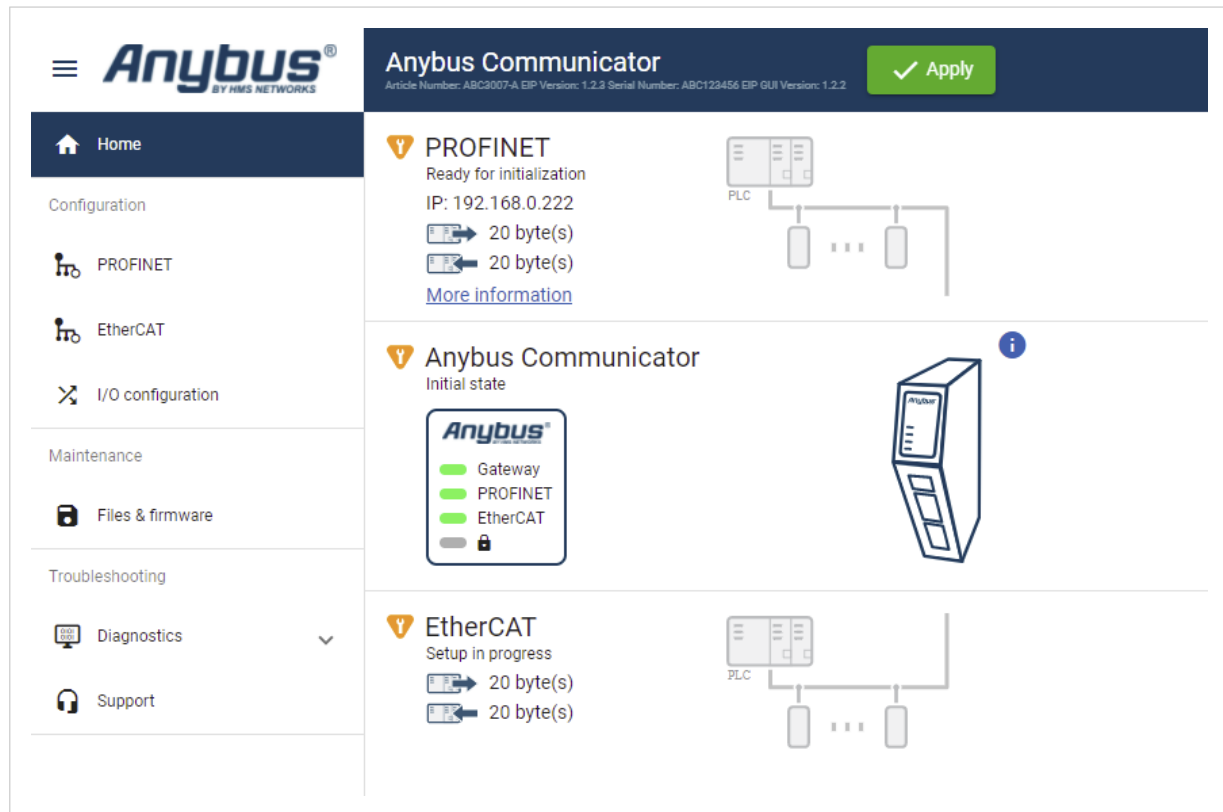 Anybus®
BY HMS NETWORKS
Anybus Communicator
Article Number: ABC3007-A EIP Version: 1.2.3 Serial Number: ABC123456 EIP GUI Version: 1.2.2
Apply
Home
Configuration
PROFINET
EtherCAT
I/O configuration
Maintenance
Files & firmware
Troubleshooting
Diagnostics
Support
PROFINET
Ready for initialization
IP: 192.168.0.222
20 byte(s)
20 byte(s)
More information
PLC
Anybus Communicator
Initial state
Anybus®
BY HMS NETWORKS
Gateway
PROFINET
EtherCAT
Anybus
i
EtherCAT
Setup in progress
20 byte(s)
20 byte(s)
PLC